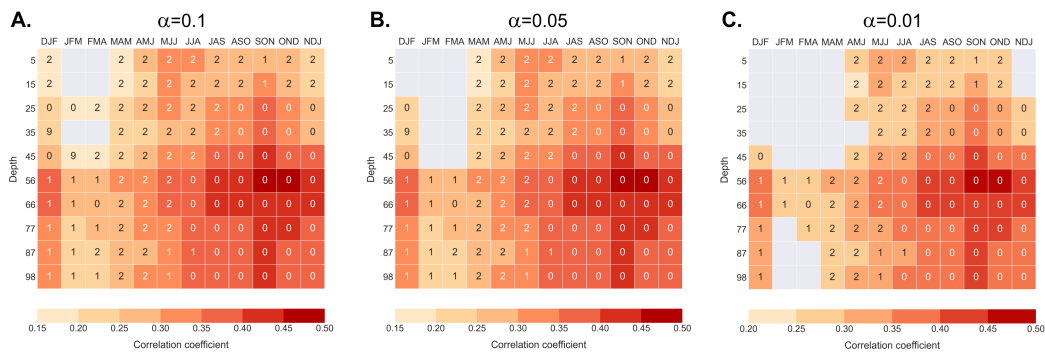 A.
α=0.1
DJF JFM FMA MAM AMJ MJJ JJA JAS ASO SON OND NDJ
5 2 2 2 2 2 2 2 1 2 2
15 2 2 2 2 2 2 2 1 2 2
25 0 0 2 2 2 2 2 2 0 0 0 0
35 9 2 2 2 2 2 0 0 0 0
45 0 9 2 2 2 2 2 0 0 0 0 0
56 1 1 1 2 2 2 0 0 0 0 0 0
66 1 1 0 2 2 2 0 0 0 0 0 0
77 1 1 1 2 2 2 0 0 0 0 0 0
87 1 1 2 2 2 1 1 0 0 0 0 0
98 1 1 1 2 2 1 0 0 0 0 0 0
Depth
0.15 0.20 0.25 0.30 0.35 0.40 0.45 0.50
Correlation coefficient
B.
α=0.05
DJF JFM FMA MAM AMJ MJJ JJA JAS ASO SON OND NDJ
5 2 2 2 2 2 2 1 2 2
15 2 2 2 2 2 2 1 2 2
25 0 2 2 2 2 2 0 0 0 0
35 9 2 2 2 2 2 0 0 0 0
45 0 2 2 2 2 0 0 0 0 0
56 1 1 1 2 2 2 0 0 0 0 0 0
66 1 1 0 2 2 2 0 0 0 0 0 0
77 1 1 1 2 2 2 0 0 0 0 0 0
87 1 1 2 2 2 1 1 0 0 0 0 0
98 1 1 1 2 2 1 0 0 0 0 0 0
Depth
0.15 0.20 0.25 0.30 0.35 0.40 0.45 0.50
Correlation coefficient
C.
α=0.01
DJF JFM FMA MAM AMJ MJJ JJA JAS ASO SON OND NDJ
5 2 2 2 2 2 1 2
15 2 2 2 2 2 1 2
25 2 2 2 2 0 0 0 0
35 2 2 2 0 0 0 0
45 0 2 2 2 0 0 0 0 0
56 1 1 1 2 2 2 0 0 0 0 0 0
66 1 1 0 2 2 2 0 0 0 0 0 0
77 1 1 2 2 2 0 0 0 0 0 0
87 1 2 2 1 1 0 0 0 0 0
98 1 2 2 1 0 0 0 0 0 0
Depth
0.20 0.25 0.30 0.35 0.40 0.45 0.50
Correlation coefficient